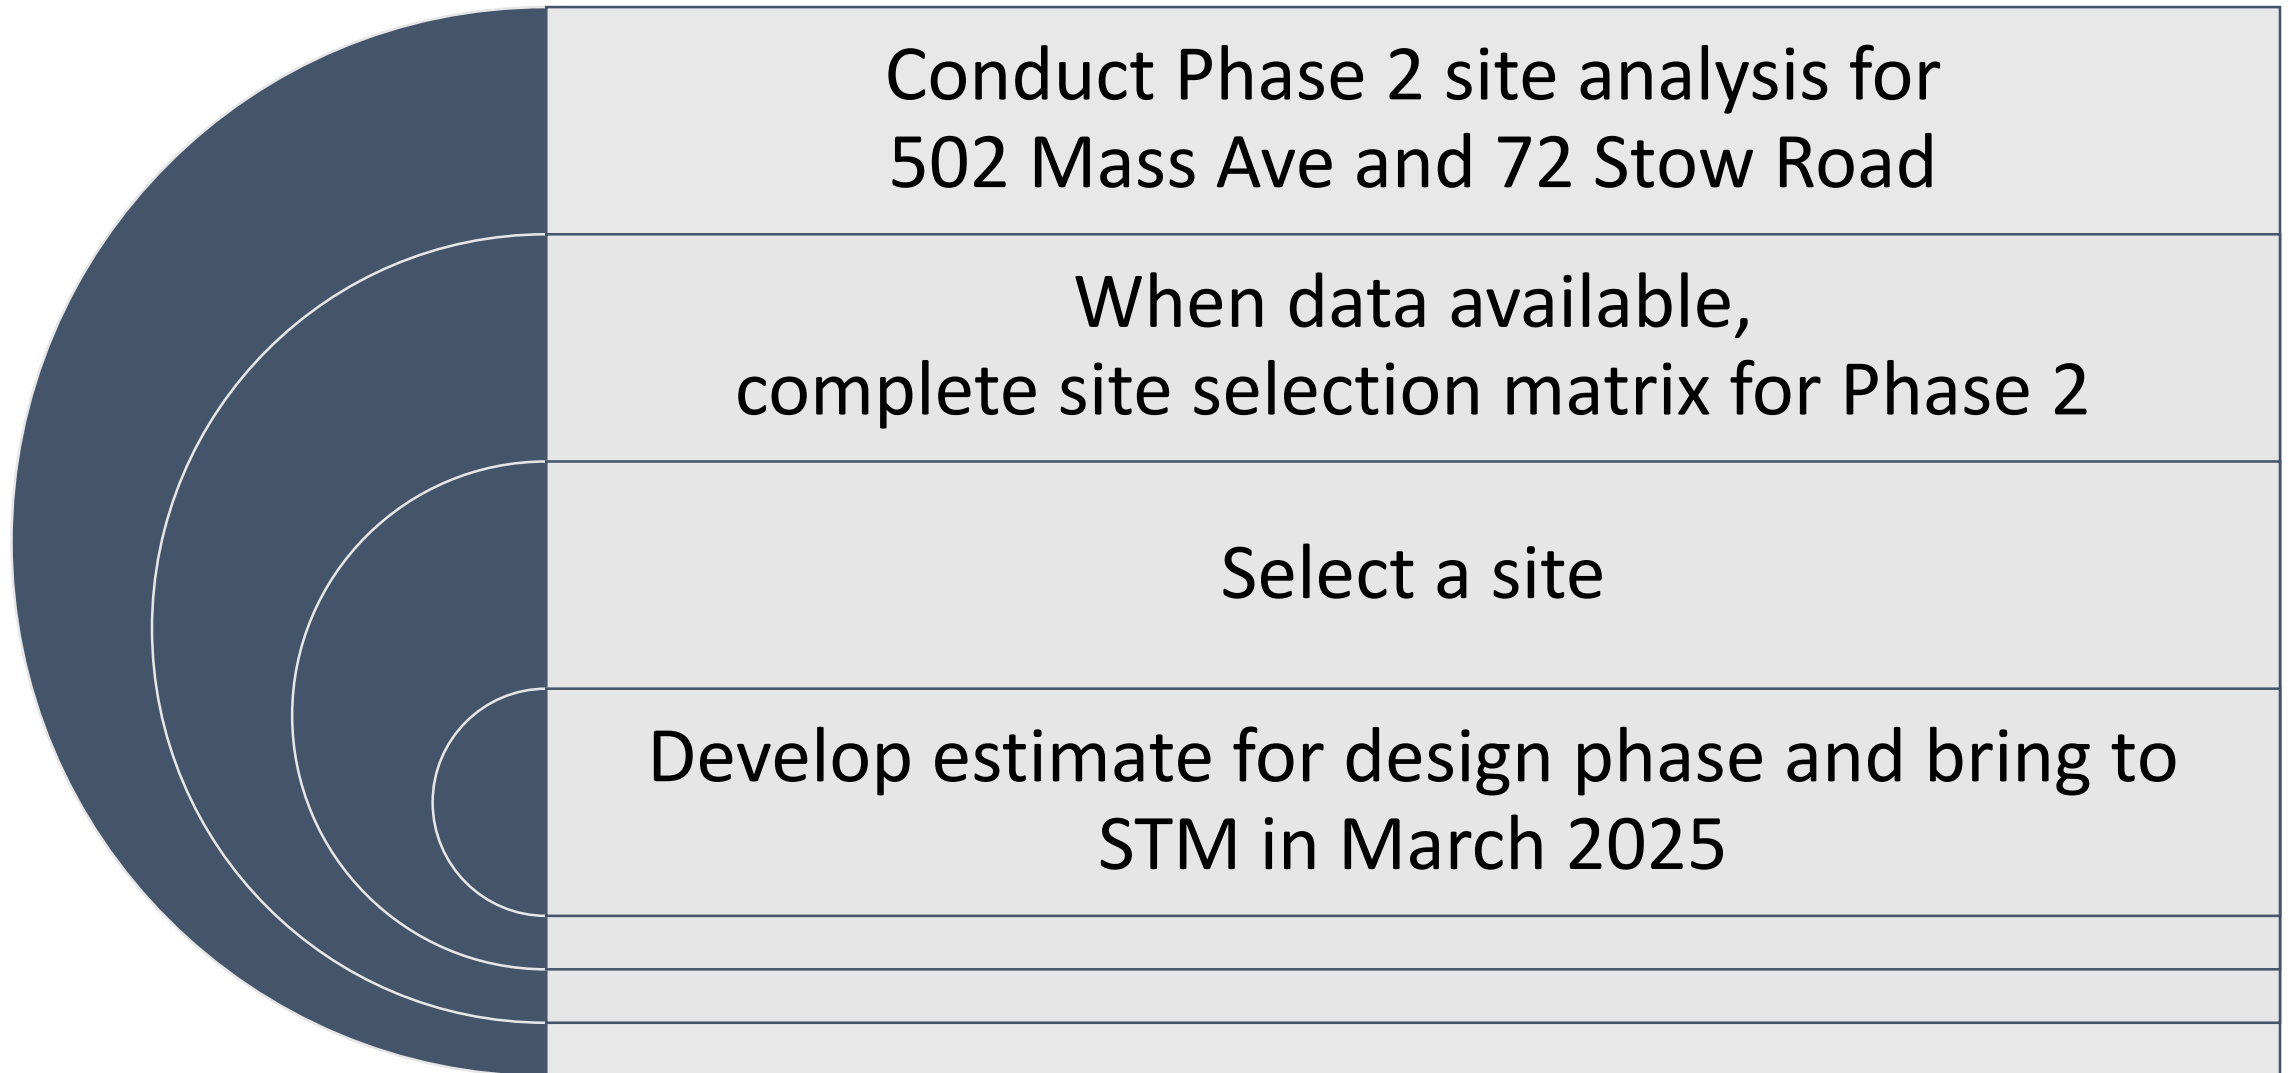 Conduct Phase 2 site analysis for
502 Mass Ave and 72 Stow Road
When data available,
complete site selection matrix for Phase 2
Select a site
Develop estimate for design phase and bring to
STM in March 2025